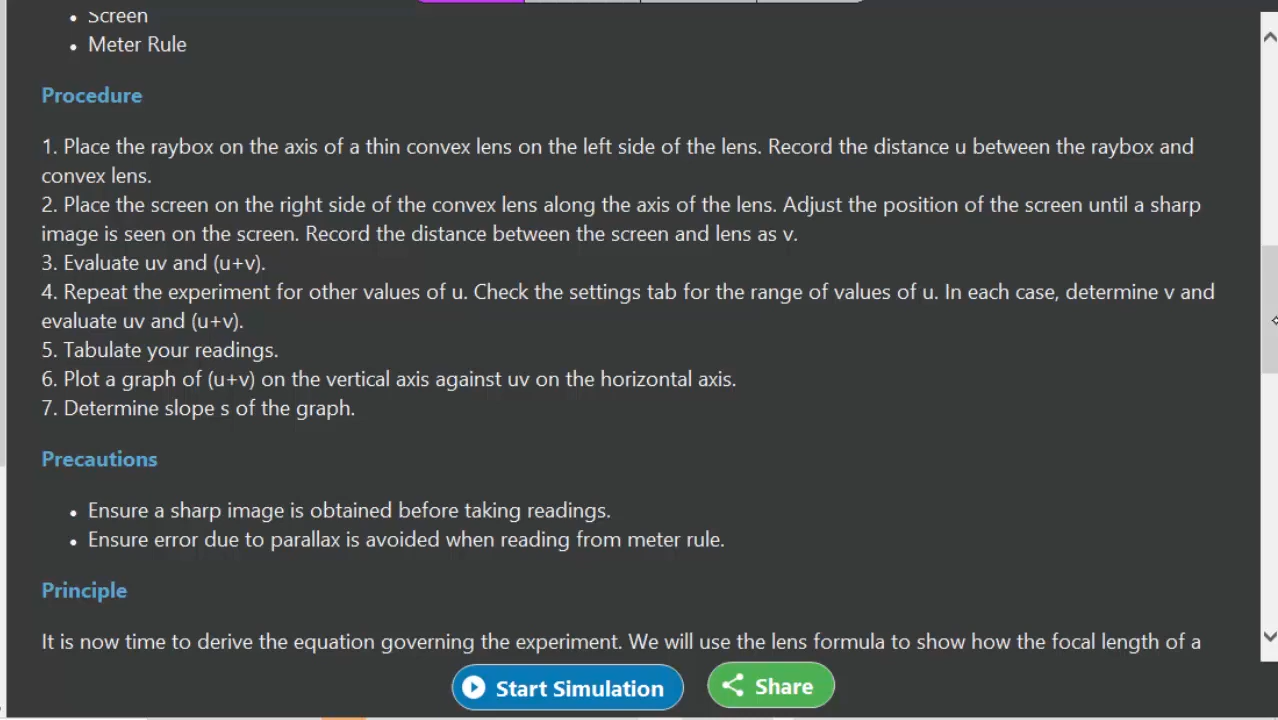 Screen
Meter Rule
Procedure
1. Place the raybox on the axis of a thin convex lens on the left side of the lens. Record the distance u between the raybox and
convex lens.
2. Place the screen on the right side of the convex lens along the axis of the lens. Adjust the position of the screen until a sharp
image is seen on the screen. Record the distance between the screen and lens as v.
3. Evaluate uv and (u+v).
4. Repeat the experiment for other values of u. Check the settings tab for the range of values of u. In each case, determine v and
evaluate uv and (u+v).
5. Tabulate your readings.
6. Plot a graph of (u+v) on the vertical axis against uv on the horizontal axis.
7. Determine slope s of the graph.
Precautions
Ensure a sharp image is obtained before taking readings.
Ensure error due to parallax is avoided when reading from meter rule.
Principle
It is now time to derive the equation governing the experiment. We will use the lens formula to show how the focal length of a
Start Simulation
Share